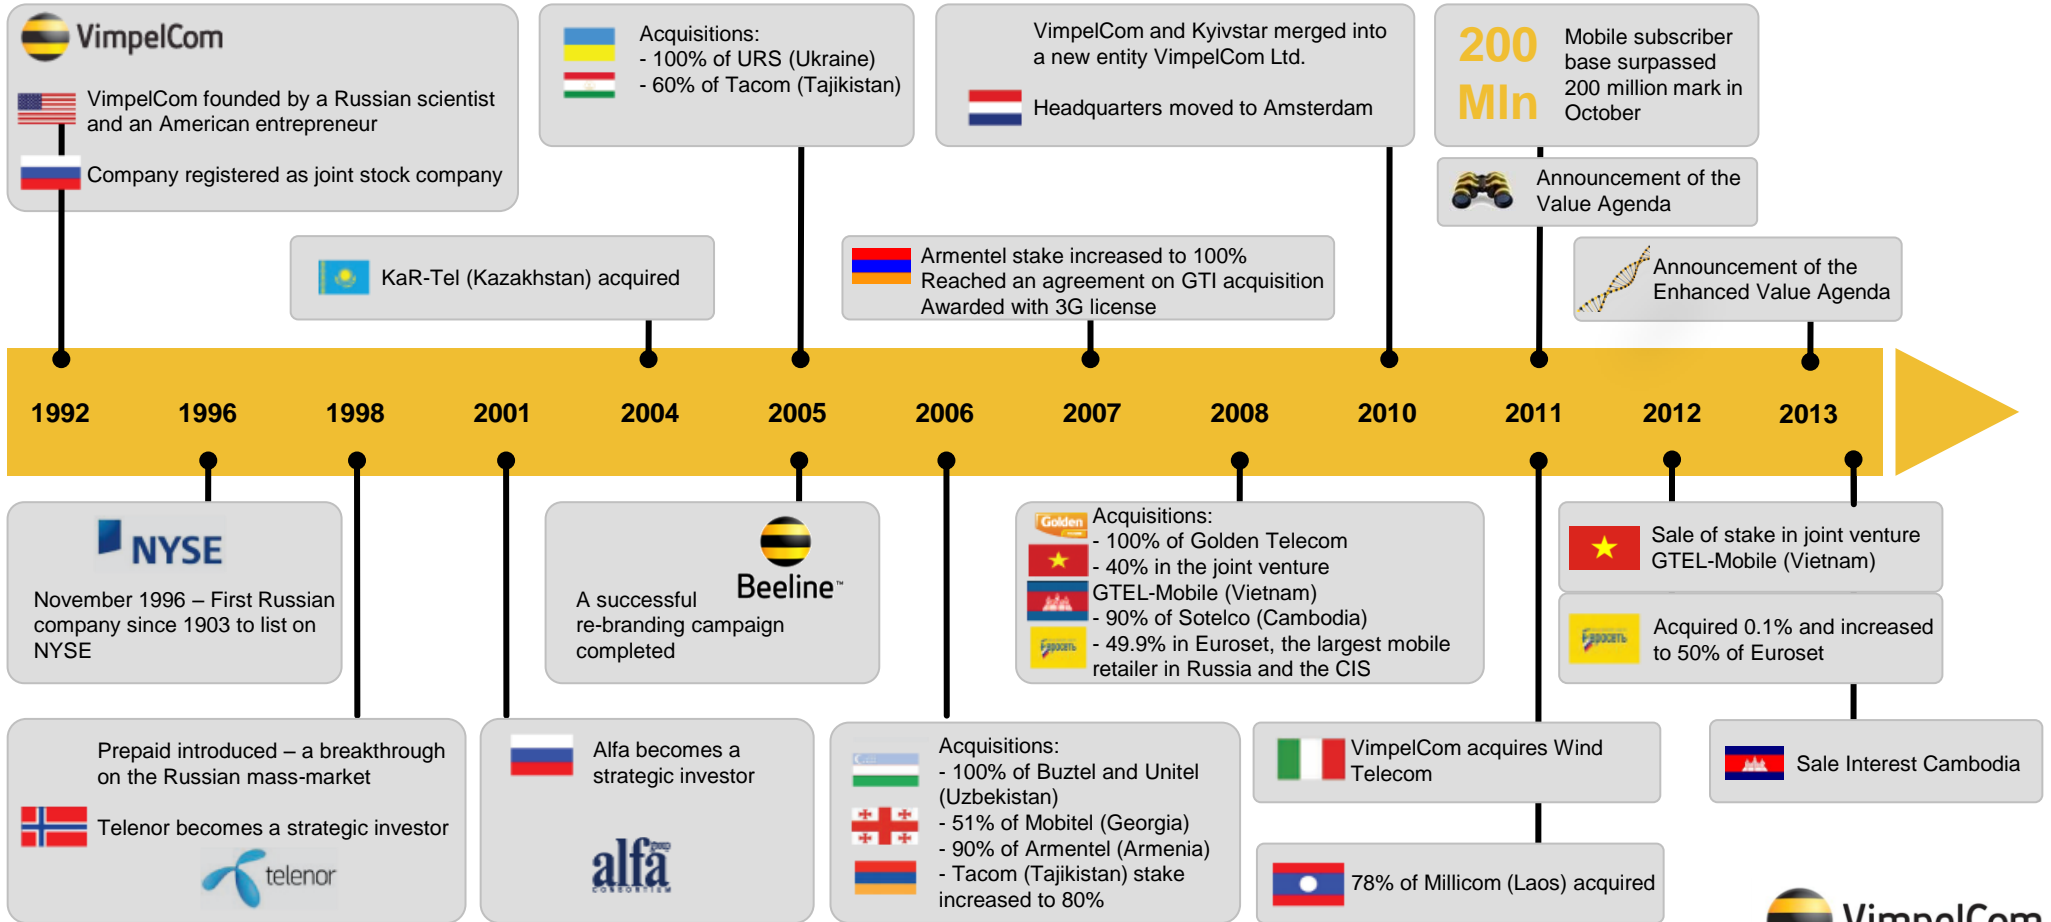 VimpelCom
VimpelCom founded by a Russian scientist
and an American entrepreneur
Company registered as joint stock company
Acquisitions:
- 100% of URS (Ukraine)
- 60% of Tacom (Tajikistan)
VimpelCom and Kyivstar merged into
a new entity VimpelCom Ltd.
Headquarters moved to Amsterdam
200
Mln
Mobile subscriber
base surpassed
200 million mark in
October
Announcement of the
Value Agenda
KaR-Tel (Kazakhstan) acquired
Armentel stake increased to 100%
Reached an agreement on GTI acquisition
Awarded with 3G license
Announcement of the
Enhanced Value Agenda
1992 1996 1998 2001 2004 2005 2006 2007 2008 2010 2011 2012 2013
NYSE
November 1996 – First Russian
company since 1903 to list on
NYSE
Beeline™
A successful
re-branding campaign
completed
Golden
Acquisitions:
- 100% of Golden Telecom
- 40% in the joint venture
GTEL-Mobile (Vietnam)
- 90% of Sotelco (Cambodia)
- 49.9% in Euroset, the largest mobile
retailer in Russia and the CIS
Евросеть
Sale of stake in joint venture
GTEL-Mobile (Vietnam)
Евросеть
Acquired 0.1% and increased
to 50% of Euroset
Prepaid introduced – a breakthrough
on the Russian mass-market
Telenor becomes a strategic investor
telenor
Alfa becomes a
strategic investor
alfa
group
CONSORTIUM
Acquisitions:
- 100% of Buztel and Unitel
(Uzbekistan)
- 51% of Mobitel (Georgia)
- 90% of Armentel (Armenia)
- Tacom (Tajikistan) stake
increased to 80%
VimpelCom acquires Wind
Telecom
78% of Millicom (Laos) acquired
Sale Interest Cambodia
VimpelCom